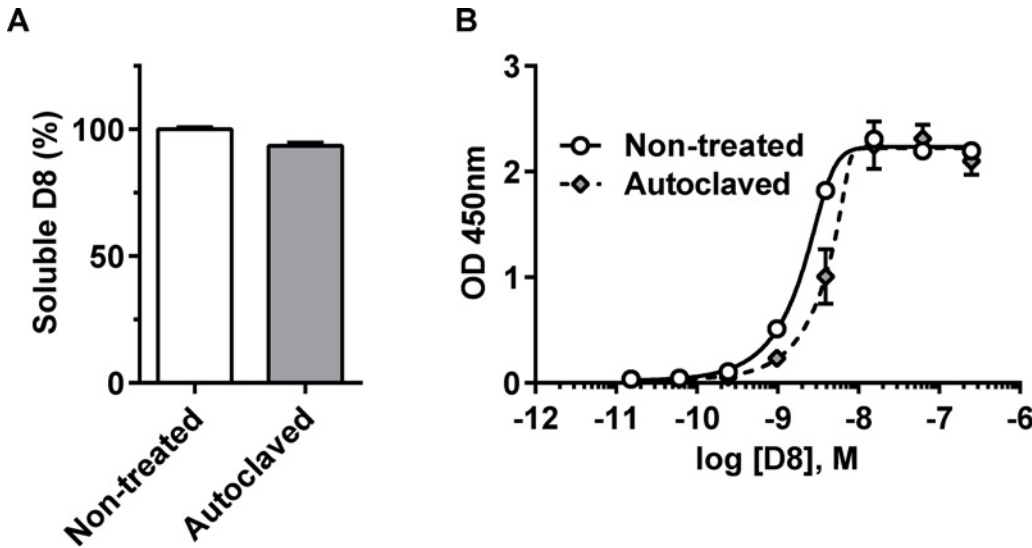 A
Soluble D8 (%)
100
50
0
Non-treated
Autoclaved
B
OD 450nm
3
2
1
0
Non-treated
Autoclaved
-12 -11 -10 -9 -8 -7 -6
log [D8], M